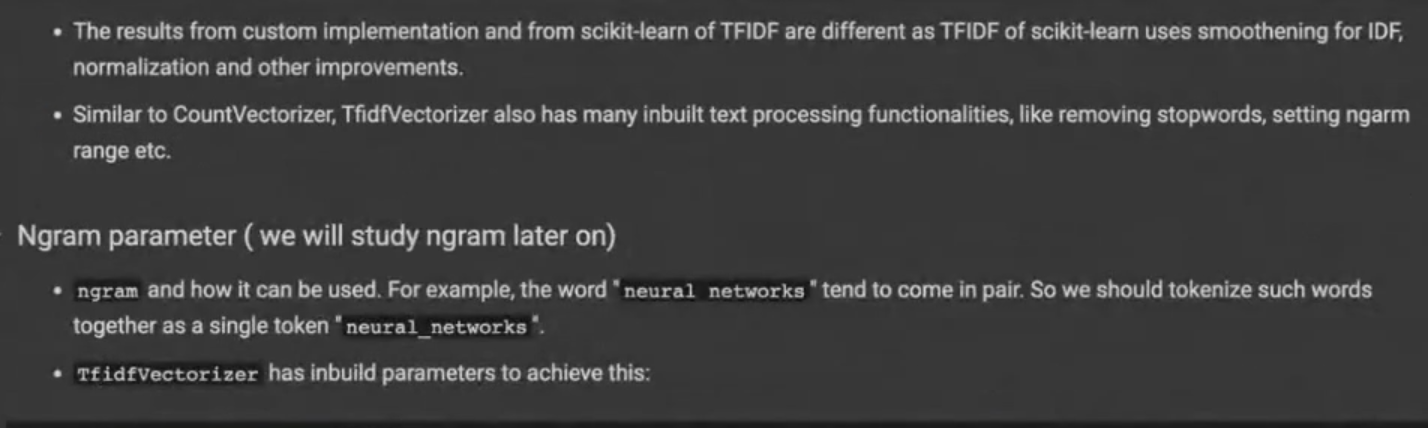 • The results from custom implementation and from scikit-learn of TFIDF are different as TFIDF of scikit-learn uses smoothening for IDF,
normalization and other improvements.
• Similar to CountVectorizer, TfidfVectorizer also has many inbuilt text processing functionalities, like removing stopwords, setting ngarm
range etc.
Ngram parameter ( we will study ngram later on)
• ngram and how it can be used. For example, the word "neural networks" tend to come in pair. So we should tokenize such words
together as a single token "neural_networks".
• TfidfVectorizer has inbuild parameters to achieve this: